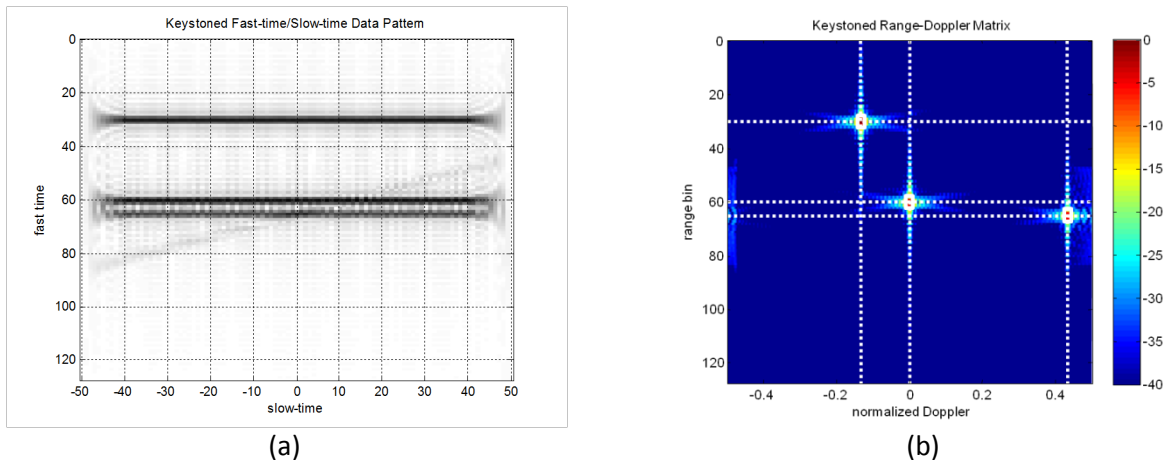 Keystoned Fast-time/Slow-time Data Pattern
0
20
40
60
80
100
120
fast time
-50 -40 -30 -20 -10 0 10 20 30 40 50
slow-time
(a)
Keystoned Range-Doppler Matrix
0
20
40
60
80
100
120
range bin
-0.4 -0.2 0 0.2 0.4
normalized Doppler
0
-5
-10
-15
-20
-25
-30
-35
-40
(b)